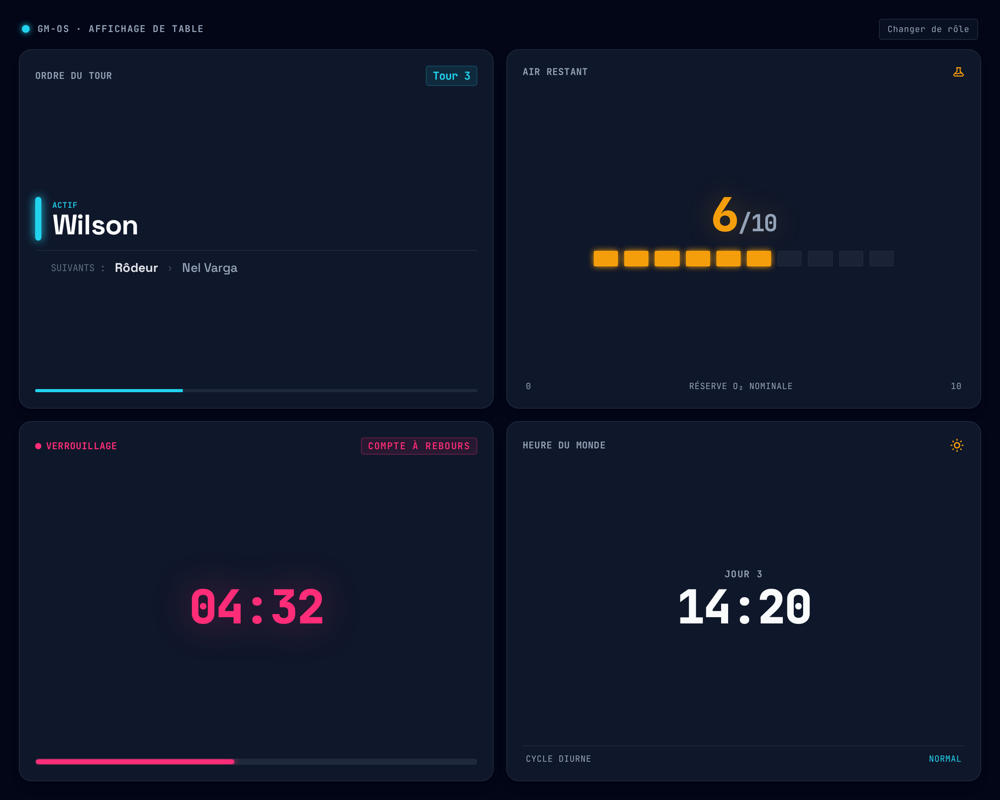 GM-OS · AFFICHAGE DE TABLE
Changer de rôle
ORDRE DU TOUR
Tour 3
ACTIF
Wilson
SUIVANTS : Rôdeur › Nel Varga
AIR RESTANT
6/10
0 RÉSERVE O₂ NOMINALE 10
VERROUILLAGE
COMPTE À REBOURS
04:32
HEURE DU MONDE
JOUR 3
14:20
CYCLE DIURNE NORMAL